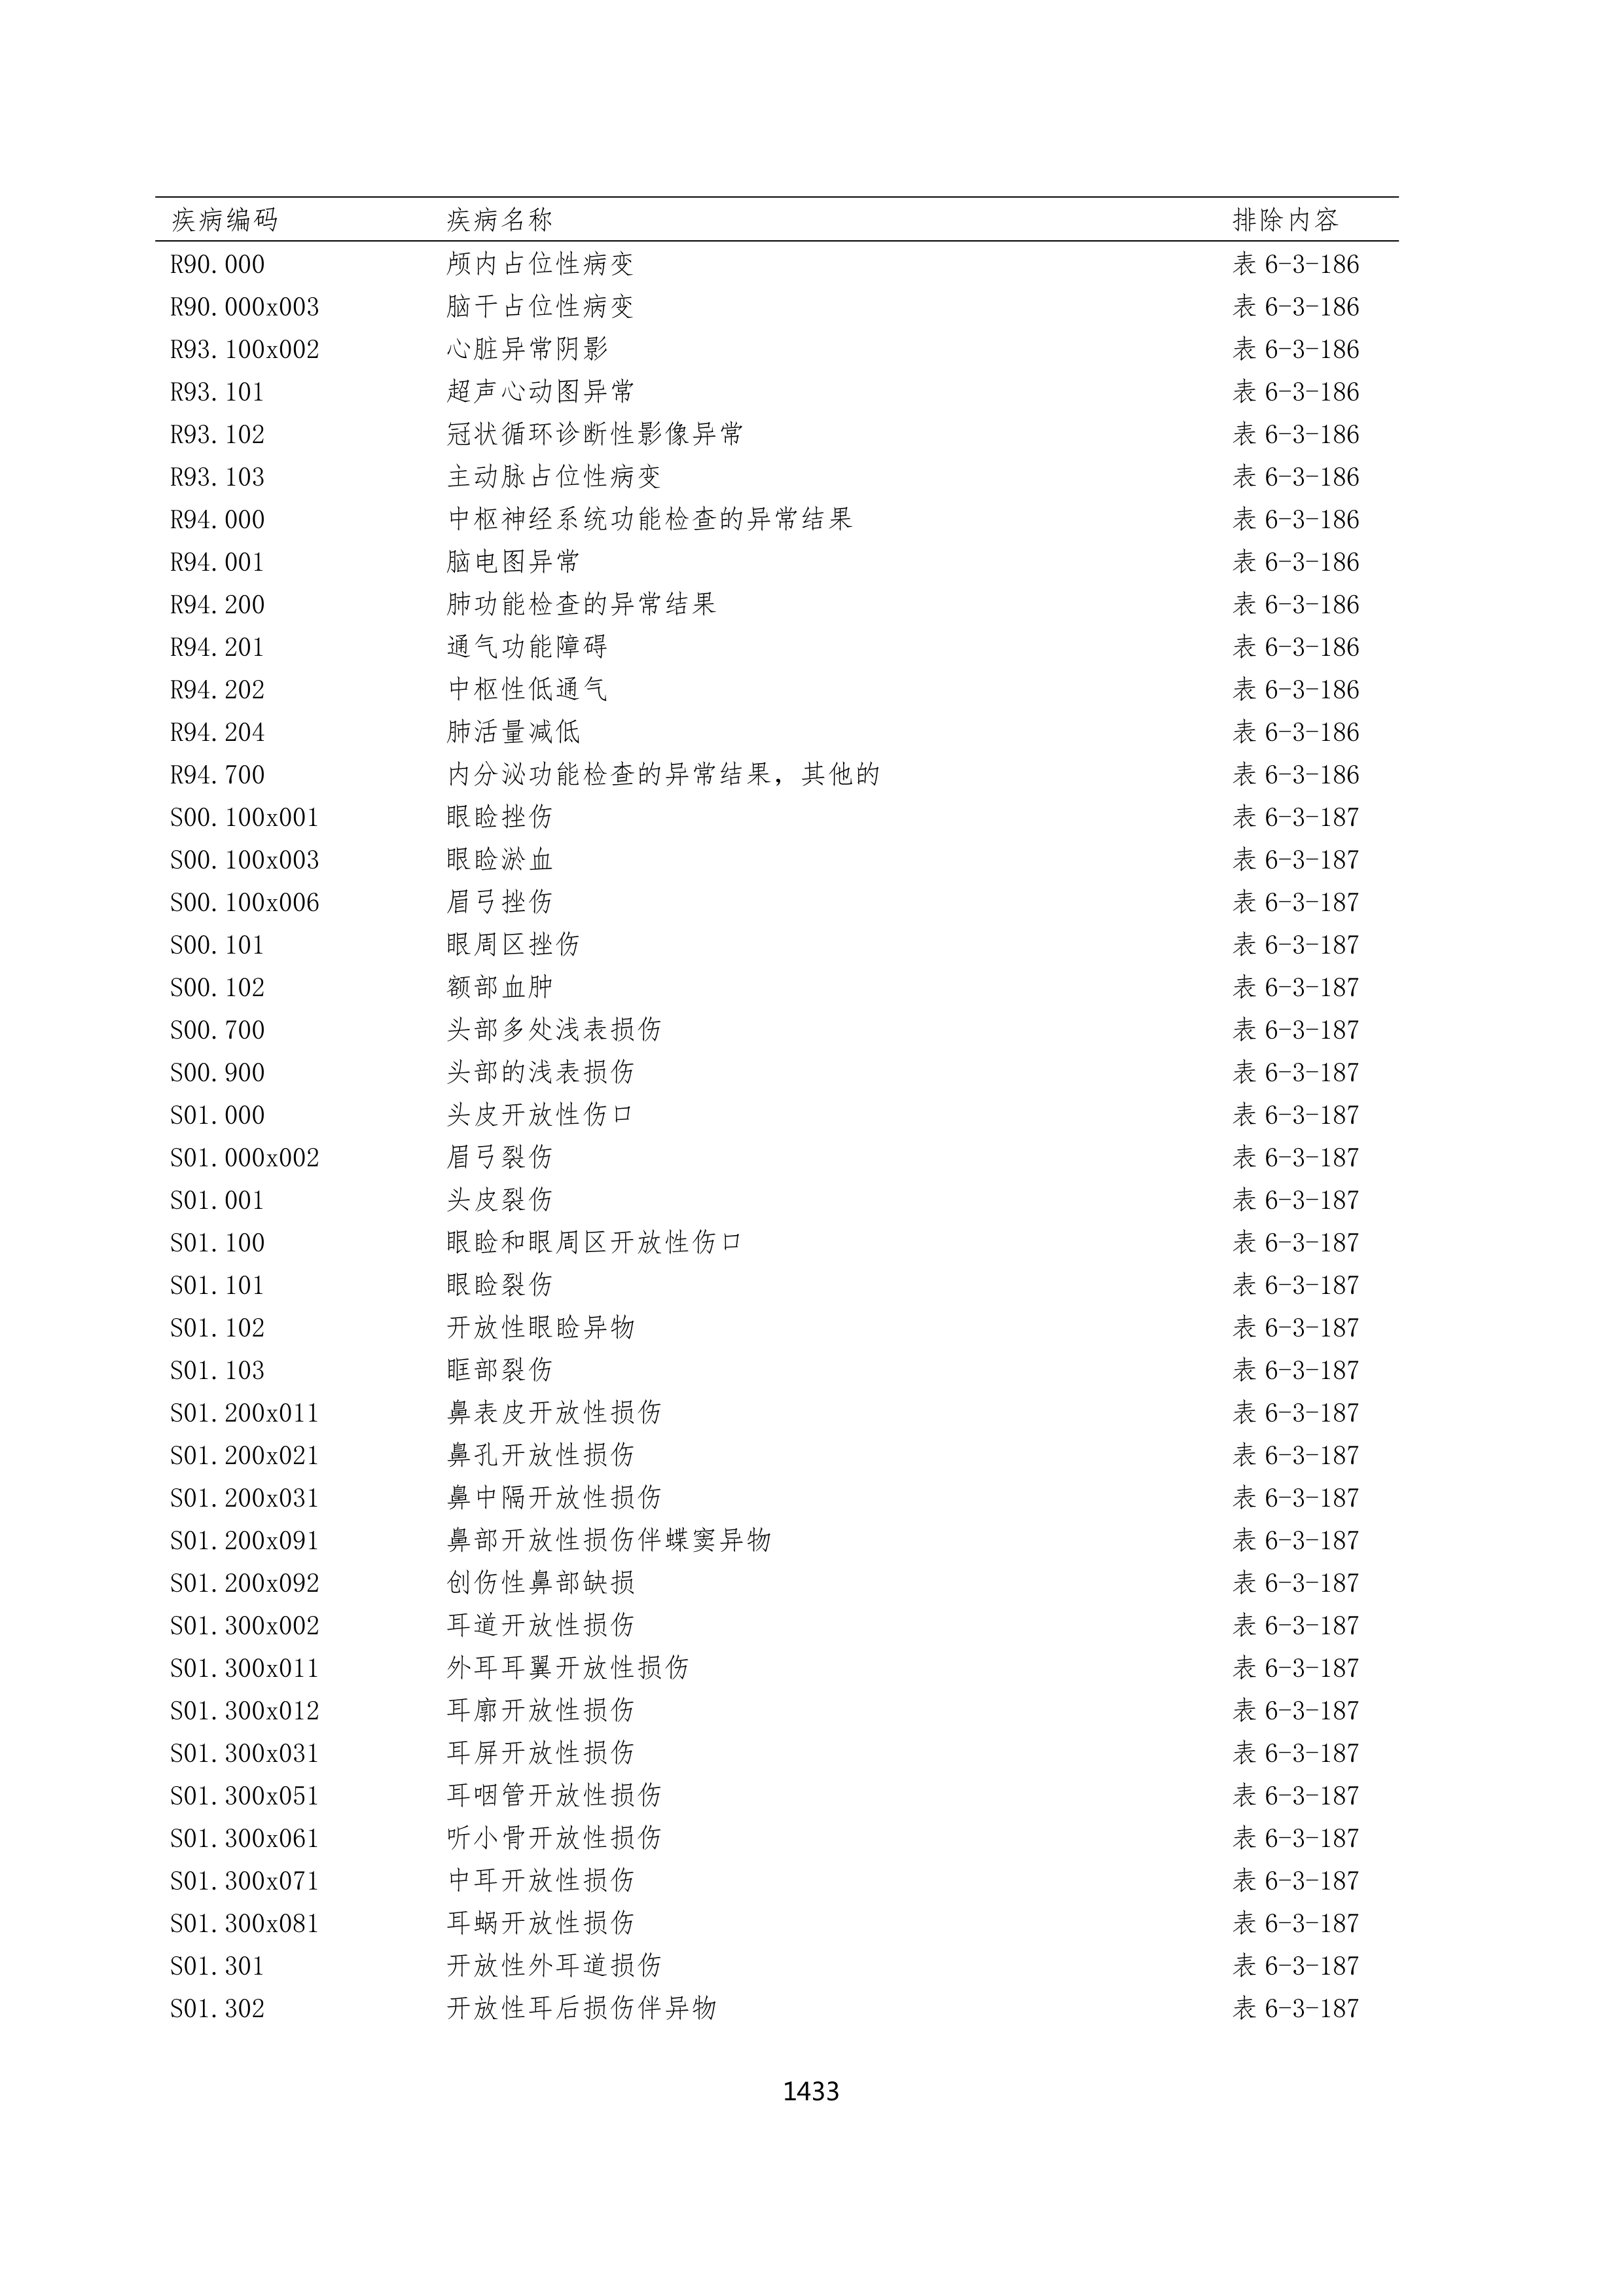 疾病编码 疾病名称 排除内容
R90.000 颅内占位性病变 表 6-3-186
R90.000x003 脑干占位性病变 表 6-3-186
R93.100x002 心脏异常阴影 表 6-3-186
R93.101 超声心动图异常 表 6-3-186
R93.102 冠状循环诊断性影像异常 表 6-3-186
R93.103 主动脉占位性病变 表 6-3-186
R94.000 中枢神经系统功能检查的异常结果 表 6-3-186
R94.001 脑电图异常 表 6-3-186
R94.200 肺功能检查的异常结果 表 6-3-186
R94.201 通气功能障碍 表 6-3-186
R94.202 中枢性低通气 表 6-3-186
R94.204 肺活量减低 表 6-3-186
R94.700 内分泌功能检查的异常结果，其他的 表 6-3-186
S00.100x001 眼睑挫伤 表 6-3-187
S00.100x003 眼睑淤血 表 6-3-187
S00.100x006 眉弓挫伤 表 6-3-187
S00.101 眼周区挫伤 表 6-3-187
S00.102 额部血肿 表 6-3-187
S00.700 头部多处浅表损伤 表 6-3-187
S00.900 头部的浅表损伤 表 6-3-187
S01.000 头皮开放性伤口 表 6-3-187
S01.000x002 眉弓裂伤 表 6-3-187
S01.001 头皮裂伤 表 6-3-187
S01.100 眼睑和眼周区开放性伤口 表 6-3-187
S01.101 眼睑裂伤 表 6-3-187
S01.102 开放性眼睑异物 表 6-3-187
S01.103 眶部裂伤 表 6-3-187
S01.200x011 鼻表皮开放性损伤 表 6-3-187
S01.200x021 鼻孔开放性损伤 表 6-3-187
S01.200x031 鼻中隔开放性损伤 表 6-3-187
S01.200x091 鼻部开放性损伤伴蝶窦异物 表 6-3-187
S01.200x092 创伤性鼻部缺损 表 6-3-187
S01.300x002 耳道开放性损伤 表 6-3-187
S01.300x011 外耳耳翼开放性损伤 表 6-3-187
S01.300x012 耳廓开放性损伤 表 6-3-187
S01.300x031 耳屏开放性损伤 表 6-3-187
S01.300x051 耳咽管开放性损伤 表 6-3-187
S01.300x061 听小骨开放性损伤 表 6-3-187
S01.300x071 中耳开放性损伤 表 6-3-187
S01.300x081 耳蜗开放性损伤 表 6-3-187
S01.301 开放性外耳道损伤 表 6-3-187
S01.302 开放性耳后损伤伴异物 表 6-3-187
1433